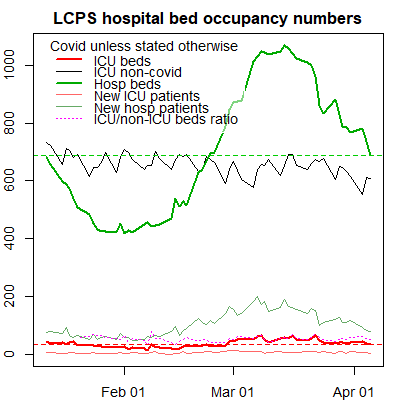 LCPS hospital bed occupancy numbers
Covid unless stated otherwise
ICU beds
ICU non-covid
Hosp beds
New ICU patients
New hosp patients
ICU/non-ICU beds ratio
1000
800
600
400
200
0
Feb 01 Mar 01 Apr 01